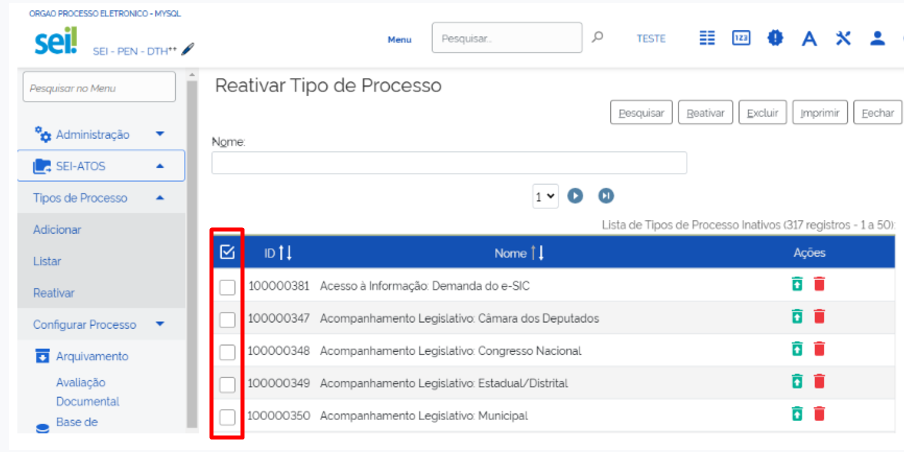 ORGAO PROCESSO ELETRONICO - MYSQL
sei!
SEI - PEN - DTH**
Menu
Pesquisar...
TESTE
123
Pesquisar no Menu
Administração
SEI-ATOS
Tipos de Processo
Adicionar
Listar
Reativar
Configurar Processo
Arquivamento
Avaliação
Documental
Base de
Reativar Tipo de Processo
Pesquisar Reativar Excluir Imprimir Fechar
Nome:
1
Lista de Tipos de Processo Inativos (317 registros - 1 a 50):
ID Nome Ações
100000381 Acesso à Informação: Demanda do e-SIC
100000347 Acompanhamento Legislativo: Câmara dos Deputados
100000348 Acompanhamento Legislativo: Congresso Nacional
100000349 Acompanhamento Legislativo: Estadual/Distrital
100000350 Acompanhamento Legislativo: Municipal